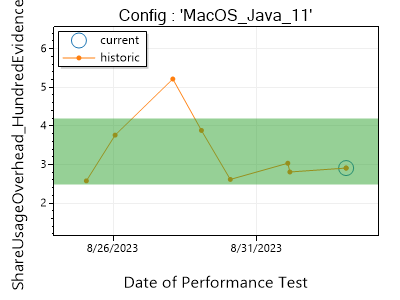 Config : 'MacOS_Java_11'
current
historic
ShareUsageOverhead_HundredEvidence
6
5
4
3
2
8/26/2023
8/31/2023
Date of Performance Test